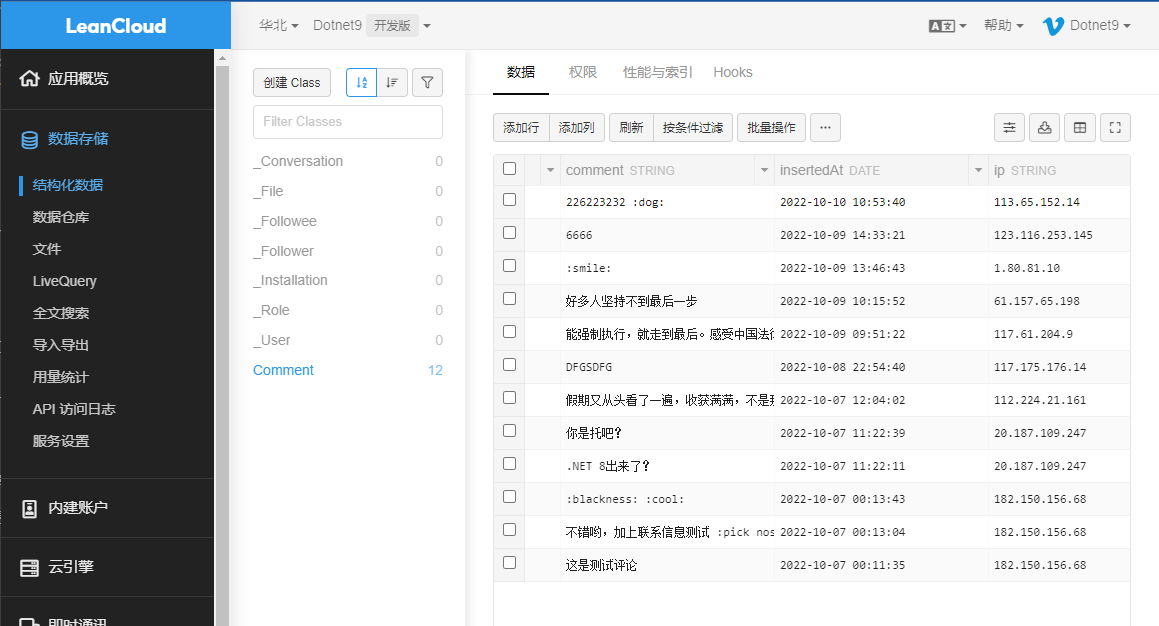 LeanCloud
华北 Dotnet9 开发版
帮助 Dotnet9
应用概览
数据存储
结构化数据
数据仓库
文件
LiveQuery
全文搜索
导入导出
用量统计
API 访问日志
服务设置
内建账户
云引擎
即时通讯
创建 Class
Filter Classes
_Conversation 0
_File 0
_Followee 0
_Follower 0
_Installation 0
_Role 0
_User 0
Comment 12
数据 权限 性能与索引 Hooks
添加行 添加列 刷新 按条件过滤 批量操作 ...
comment STRING insertedAt DATE ip STRING
226223232 :dog: 2022-10-10 10:53:40 113.65.152.14
6666 2022-10-09 14:33:21 123.116.253.145
:smile: 2022-10-09 13:46:43 1.80.81.10
好多人坚持不到最后一步 2022-10-09 10:15:52 61.157.65.198
能强制执行，就走到最后。感受中国法 2022-10-09 09:51:22 117.61.204.9
DFGSDFG 2022-10-08 22:54:40 117.175.176.14
假期又从头看了一遍，收获满满，不是 2022-10-07 12:04:02 112.224.21.161
你是托吧？ 2022-10-07 11:22:39 20.187.109.247
.NET 8出来了？ 2022-10-07 11:22:11 20.187.109.247
:blackness: :cool: 2022-10-07 00:13:43 182.150.156.68
不错哟，加上联系信息测试 :pick nos 2022-10-07 00:13:04 182.150.156.68
这是测试评论 2022-10-07 00:11:35 182.150.156.68